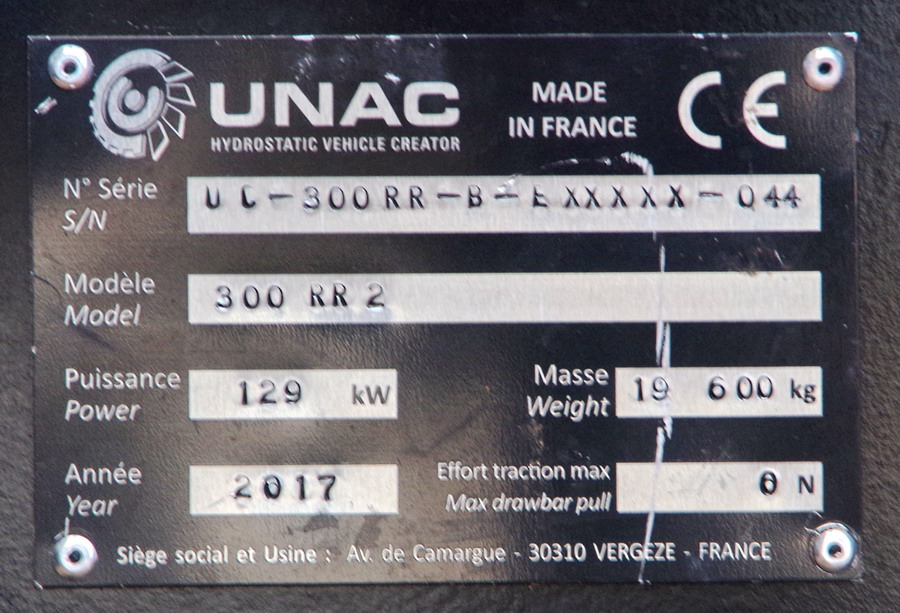 UNAC
HYDROSTATIC VEHICLE CREATOR
MADE
IN FRANCE
CE
N° Série
S/N
UC-300RR-B-EXXXXX-044
Modèle
Model
300 RR 2
Puissance
Power
129 kW
Masse
Weight
19 600 kg
Année
Year
2017
Effort traction max
Max drawbar pull
0 N
Siège social et Usine : Av. de Camargue - 30310 VERGEZE - FRANCE